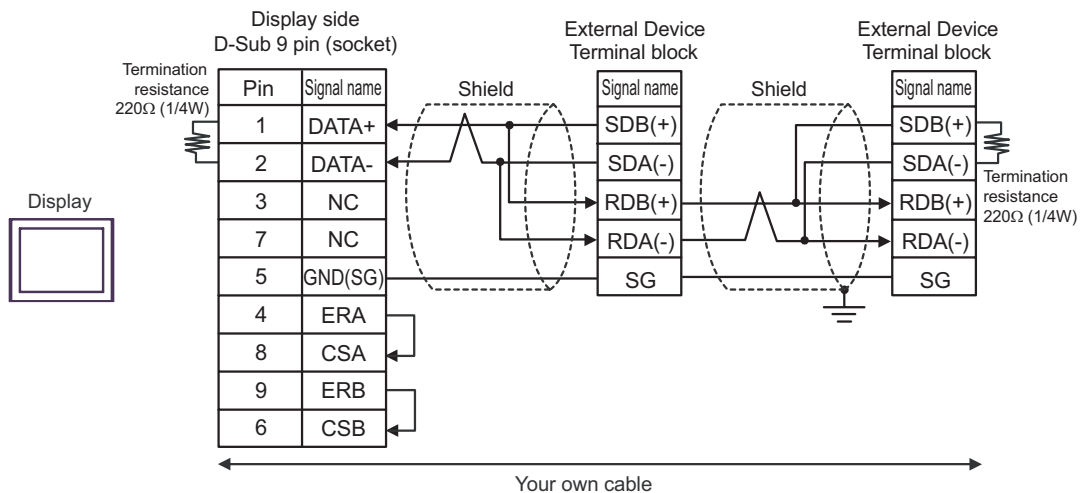 Display side
D-Sub 9 pin (socket)
External Device
Terminal block
External Device
Terminal block
Termination
resistance
220Ω (1/4W)
Pin Signal name
1 DATA+
2 DATA-
3 NC
7 NC
5 GND(SG)
4 ERA
8 CSA
9 ERB
6 CSB
Shield
Signal name
SDB(+)
SDA(-)
RDB(+)
RDA(-)
SG
Shield
Signal name
SDB(+)
SDA(-)
RDB(+)
RDA(-)
SG
Termination
resistance
220Ω (1/4W)
Display
Your own cable